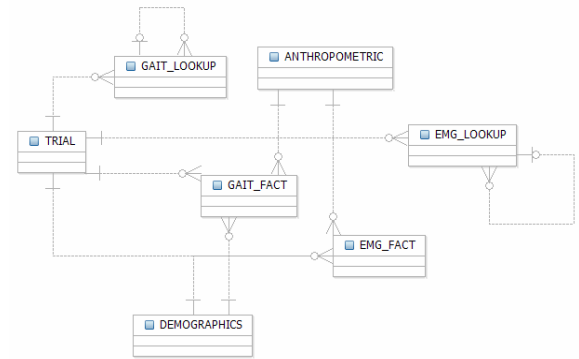 GAIT_LOOKUP
ANTHROPOMETRIC
TRIAL
EMG_LOOKUP
GAIT_FACT
EMG_FACT
DEMOGRAPHICS